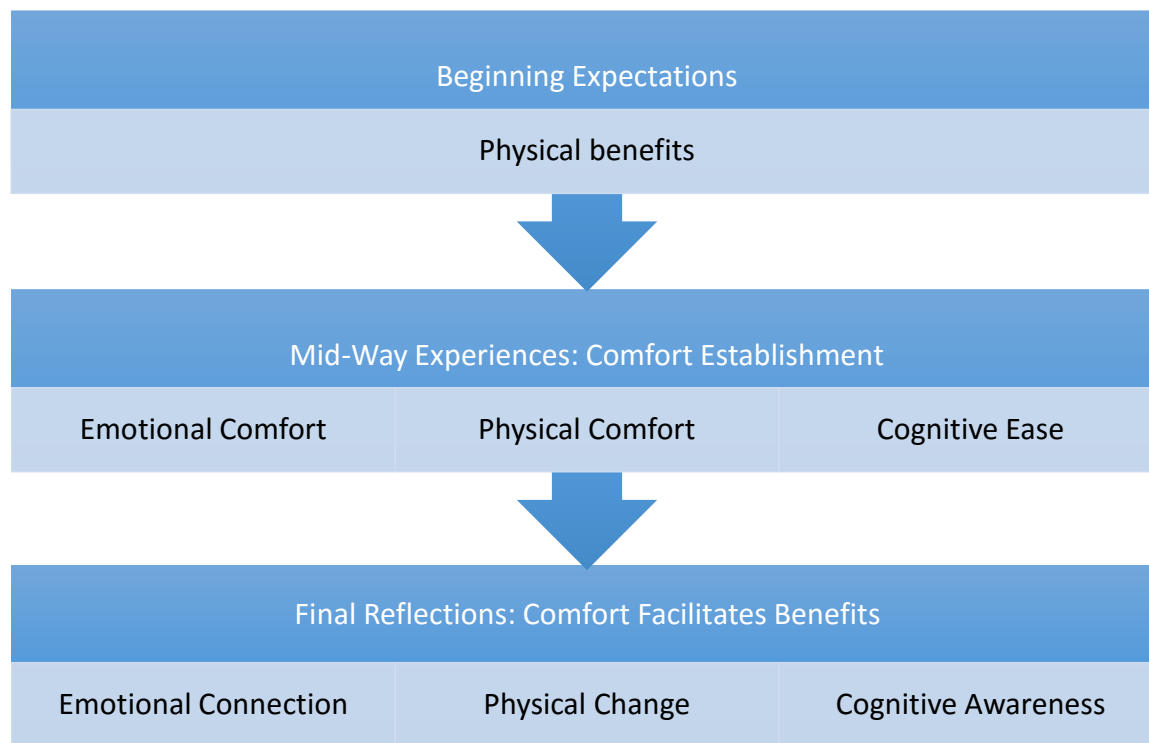 Beginning Expectations
Physical benefits
Mid-Way Experiences: Comfort Establishment
Emotional Comfort
Physical Comfort
Cognitive Ease
Final Reflections: Comfort Facilitates Benefits
Emotional Connection
Physical Change
Cognitive Awareness